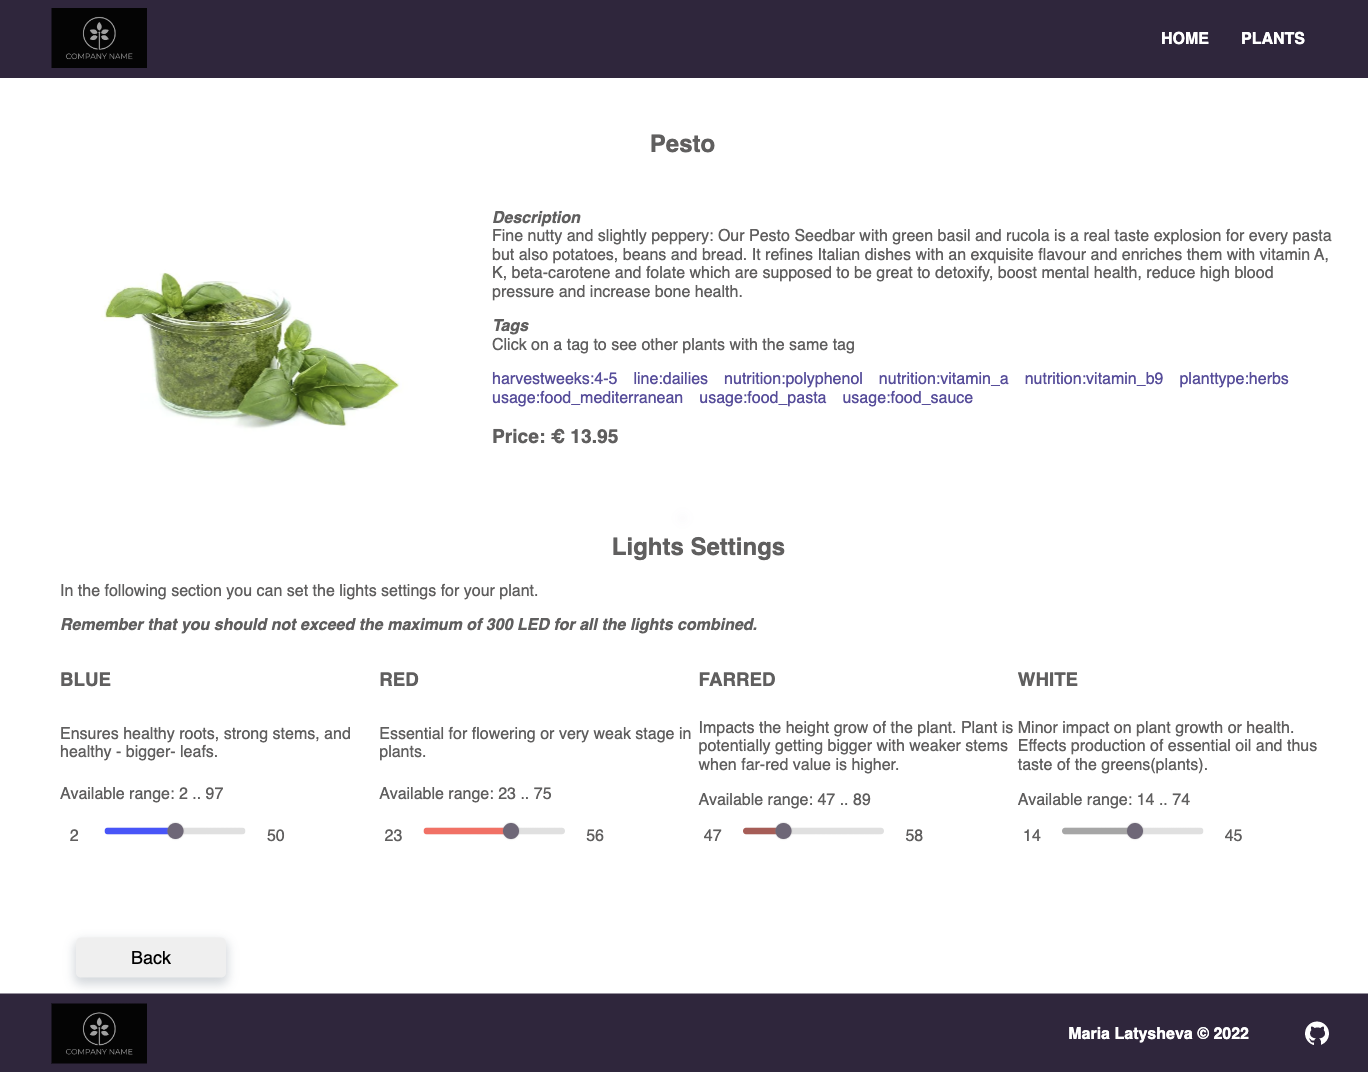 COMPANY NAME
HOME PLANTS
Pesto
Description
Fine nutty and slightly peppery: Our Pesto Seedbar with green basil and rucola is a real taste explosion for every pasta
but also potatoes, beans and bread. It refines Italian dishes with an exquisite flavour and enriches them with vitamin A,
K, beta-carotene and folate which are supposed to be great to detoxify, boost mental health, reduce high blood
pressure and increase bone health.
Tags
Click on a tag to see other plants with the same tag
harvestweeks:4-5 line:dailies nutrition:polyphenol nutrition:vitamin_a nutrition:vitamin_b9 planttype:herbs
usage:food_mediterranean usage:food_pasta usage:food_sauce
Price: € 13.95
Lights Settings
In the following section you can set the lights settings for your plant.
Remember that you should not exceed the maximum of 300 LED for all the lights combined.
BLUE
Ensures healthy roots, strong stems, and
healthy - bigger- leafs.
Available range: 2 .. 97
2 50
RED
Essential for flowering or very weak stage in
plants.
Available range: 23 .. 75
23 56
FARRED
Impacts the height grow of the plant. Plant is
potentially getting bigger with weaker stems
when far-red value is higher.
Available range: 47 .. 89
47 58
WHITE
Minor impact on plant growth or health.
Effects production of essential oil and thus
taste of the greens(plants).
Available range: 14 .. 74
14 45
Back
COMPANY NAME
Maria Latysheva © 2022